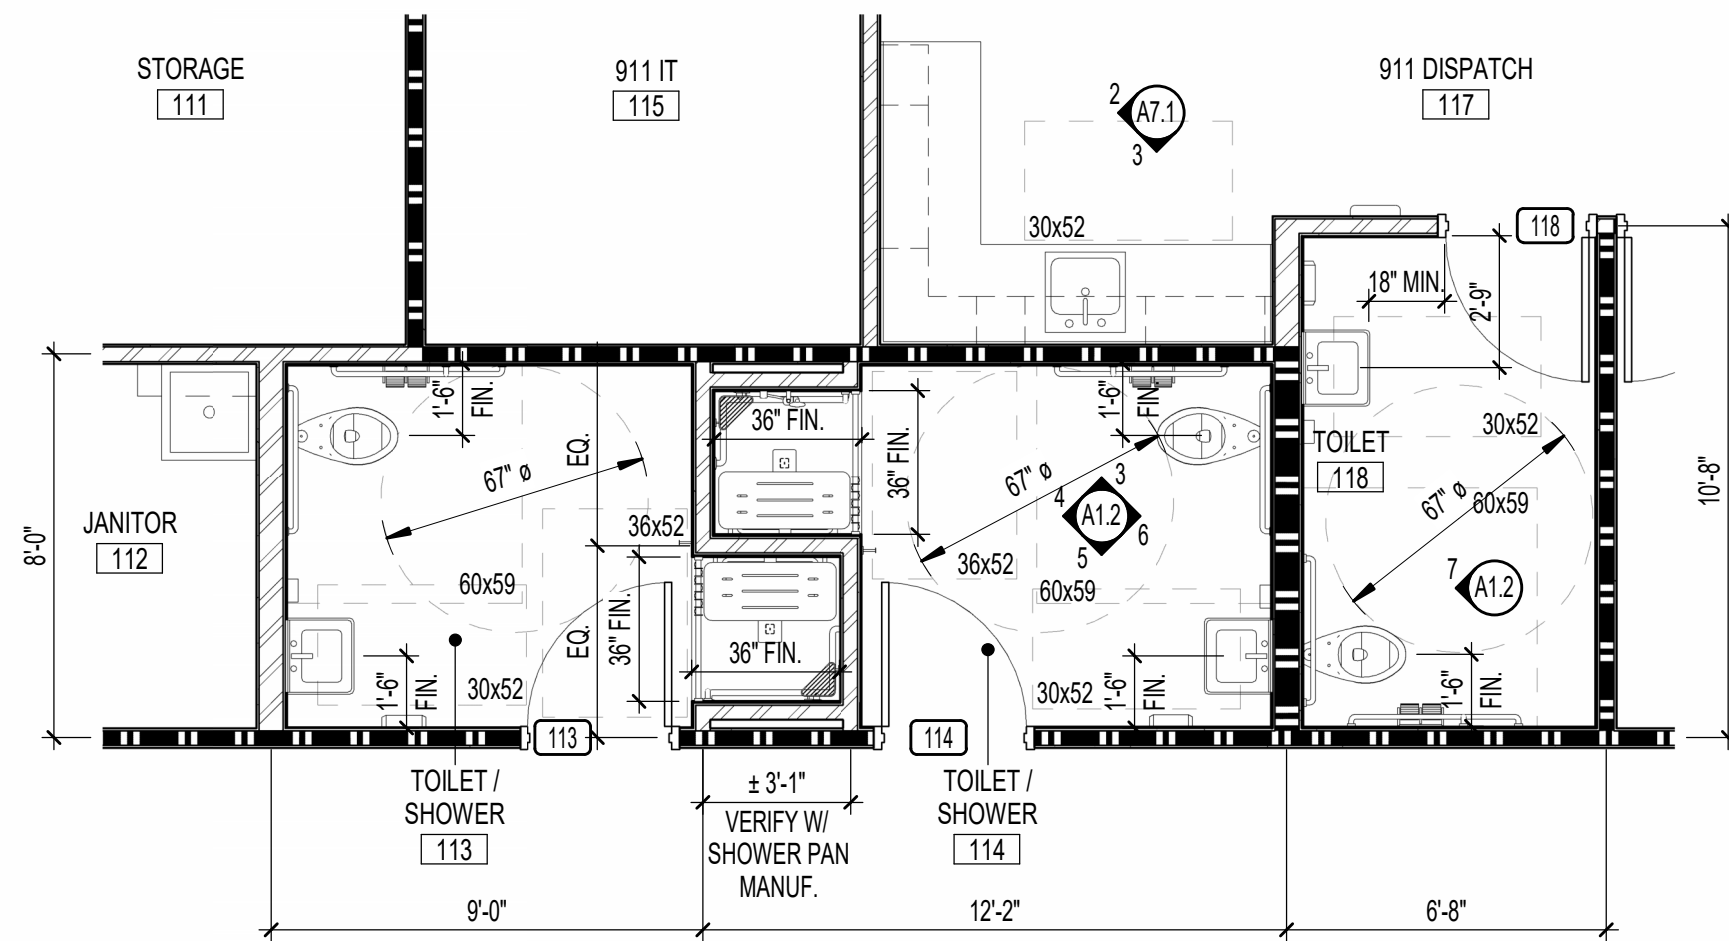 STORAGE
111
911 IT
115
911 DISPATCH
117
2
A7.1
3
30x52
118
18" MIN.
2'-9"
1'-6"
FIN.
EQ.
36" FIN.
36" FIN.
1'-6"
FIN.
30x52
TOILET
118
67" ø
67" ø
67" ø
60x59
10'-8"
8'-0"
JANITOR
112
36x52
3
4
A1.2
6
5
36x52
60x59
60x59
7
A1.2
EQ.
36" FIN.
36" FIN.
1'-6"
FIN.
30x52
30x52
1'-6"
FIN.
1'-6"
FIN.
113
114
TOILET /
SHOWER
113
± 3'-1"
VERIFY W/
SHOWER PAN
MANUF.
TOILET /
SHOWER
114
9'-0"
12'-2"
6'-8"